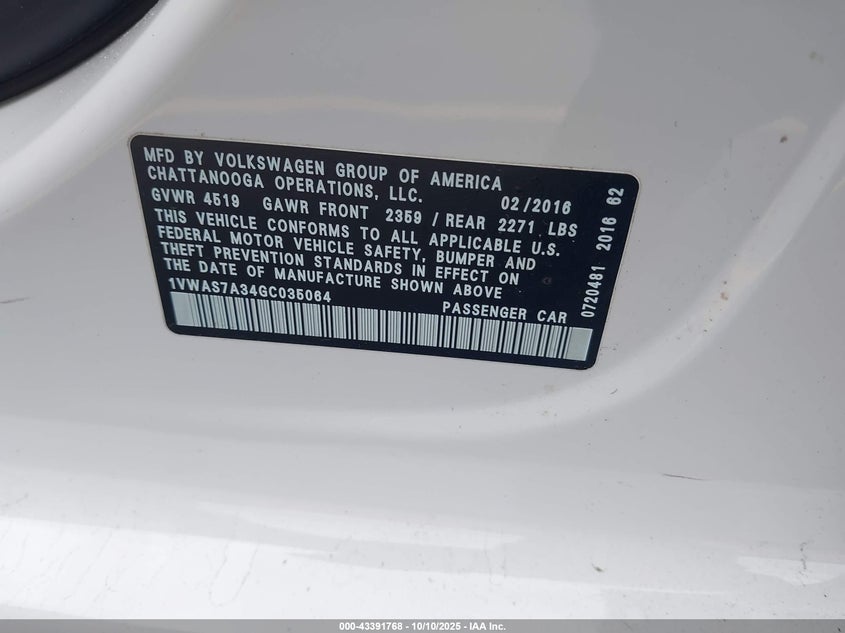 MFD BY VOLKSWAGEN GROUP OF AMERICA
CHATTANOOGA OPERATIONS, LLC. 02/2016
GVWR 4519 GAWR FRONT 2359 / REAR 2271 LBS
THIS VEHICLE CONFORMS TO ALL APPLICABLE U.S.
FEDERAL MOTOR VEHICLE SAFETY, BUMPER AND
THEFT PREVENTION STANDARDS IN EFFECT ON
THE DATE OF MANUFACTURE SHOWN ABOVE
1VWAS7A34GC035064 PASSENGER CAR
0720481 2016 62
000-43391768 - 10/10/2025 - IAA Inc.